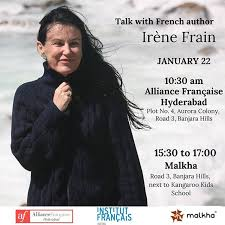 Talk with French author
Irène Frain
JANUARY 22
10:30 am
Alliance Française
Hyderabad
Plot No. 4, Aurora Colony,
Road 3, Banjara Hills
15:30 to 17:00
Malkha
Road 3, Banjara Hills,
next to Kangaroo Kids
School
af
AllianceFrançaise
INSTITUT
FRANÇAIS
malkha